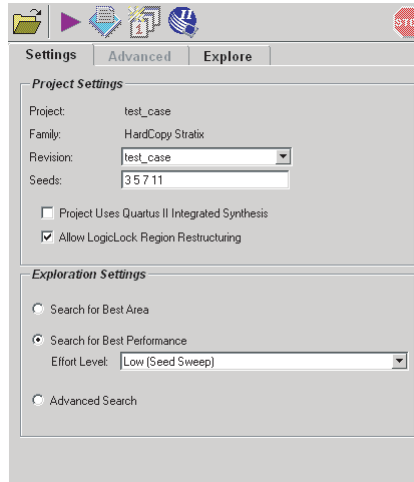 STO
1
Settings Advanced Explore
Project Settings
Project: test_case
Family: HardCopy Stratix
Revision: test_case
Seeds: 3 5 7 11
Project Uses Quartus II Integrated Synthesis
Allow LogicLock Region Restructuring
Exploration Settings
Search for Best Area
Search for Best Performance
Effort Level: Low (Seed Sweep)
Advanced Search